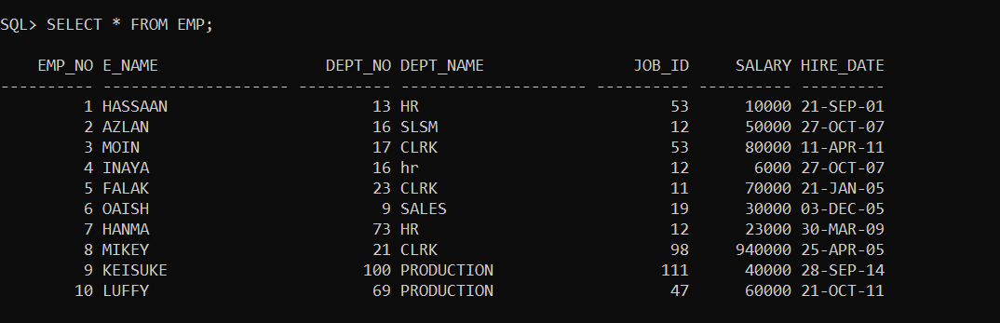 SQL> SELECT * FROM EMP;
EMP_NO E_NAME DEPT_NO DEPT_NAME JOB_ID SALARY HIRE_DATE
---------- -------------------- ---------- -------------------- ---------- ---------- ---------
1 HASSAAN 13 HR 53 10000 21-SEP-01
2 AZLAN 16 SLSM 12 50000 27-OCT-07
3 MOIN 17 CLRK 53 80000 11-APR-11
4 INAYA 16 hr 12 6000 27-OCT-07
5 FALAK 23 CLRK 11 70000 21-JAN-05
6 OAISH 9 SALES 19 30000 03-DEC-05
7 HANMA 73 HR 12 23000 30-MAR-09
8 MIKEY 21 CLRK 98 940000 25-APR-05
9 KEISUKE 100 PRODUCTION 111 40000 28-SEP-14
10 LUFFY 69 PRODUCTION 47 60000 21-OCT-11